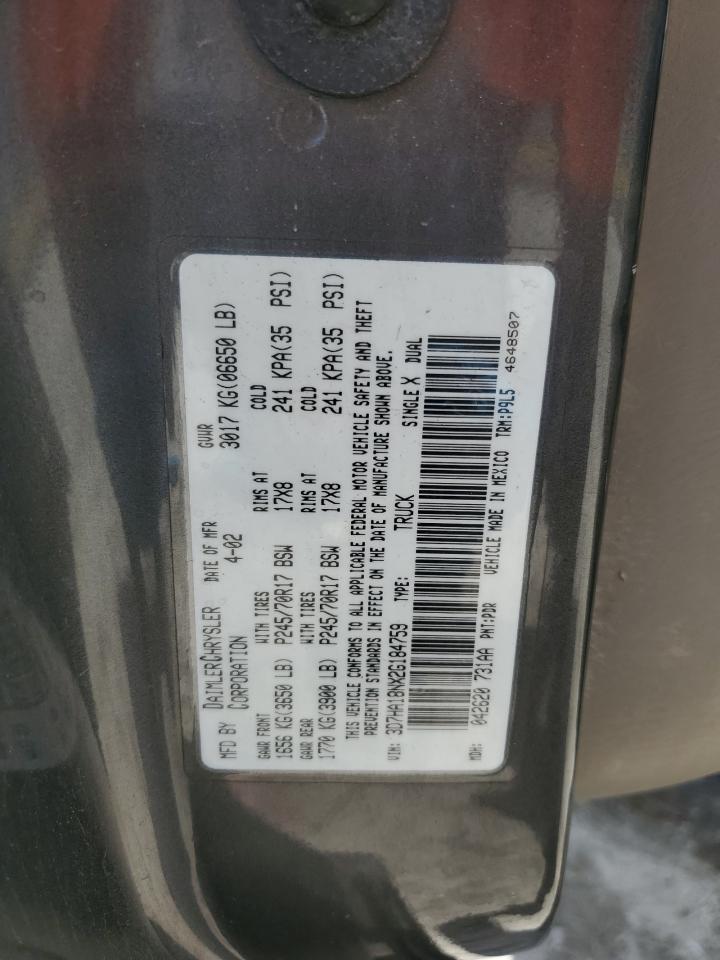 MFD BY DAIMLERCHRYSLER CORPORATION DATE OF MFR 4-02 GVWR 3017 KG(06650 LB)
GAWR FRONT WITH TIRES RIMS AT COLD
1656 KG(3650 LB) P245/70R17 BSW 17X8 241 KPA(35 PSI)
GAWR REAR WITH TIRES RIMS AT COLD
1770 KG(3900 LB) P245/70R17 BSW 17X8 241 KPA(35 PSI)
THIS VEHICLE CONFORMS TO ALL APPLICABLE FEDERAL MOTOR VEHICLE SAFETY AND THEFT
PREVENTION STANDARDS IN EFFECT ON THE DATE OF MANUFACTURE SHOWN ABOVE.
VIN: 3D7HA18NX2G184759 TYPE: TRUCK SINGLE X DUAL
MDH: 042620 731AA PNT:PDR VEHICLE MADE IN MEXICO TRM:P9L5 4648507